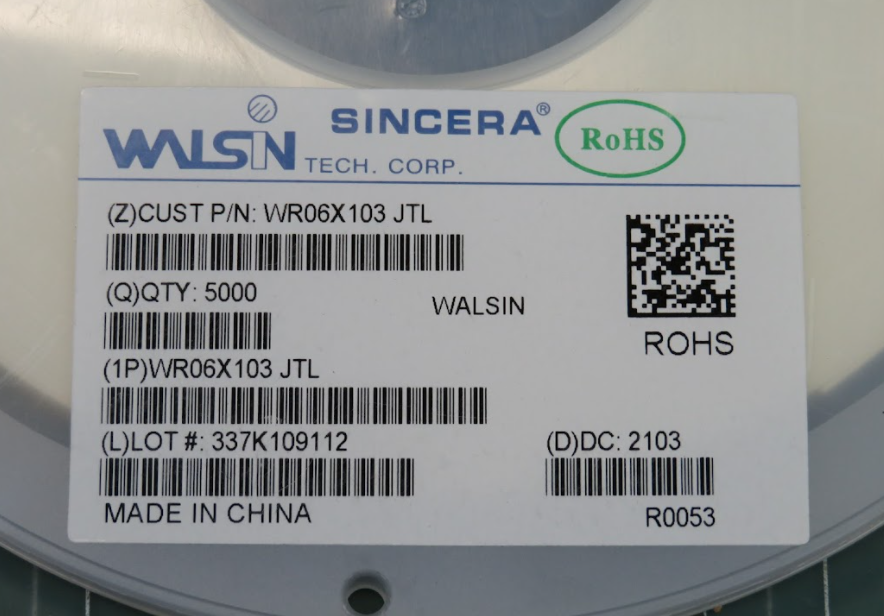 WALSIN SINCERA® RoHS
TECH. CORP.
(Z)CUST P/N: WR06X103 JTL
(Q)QTY: 5000
WALSIN
ROHS
(1P)WR06X103 JTL
(L)LOT #: 337K109112
(D)DC: 2103
MADE IN CHINA
R0053